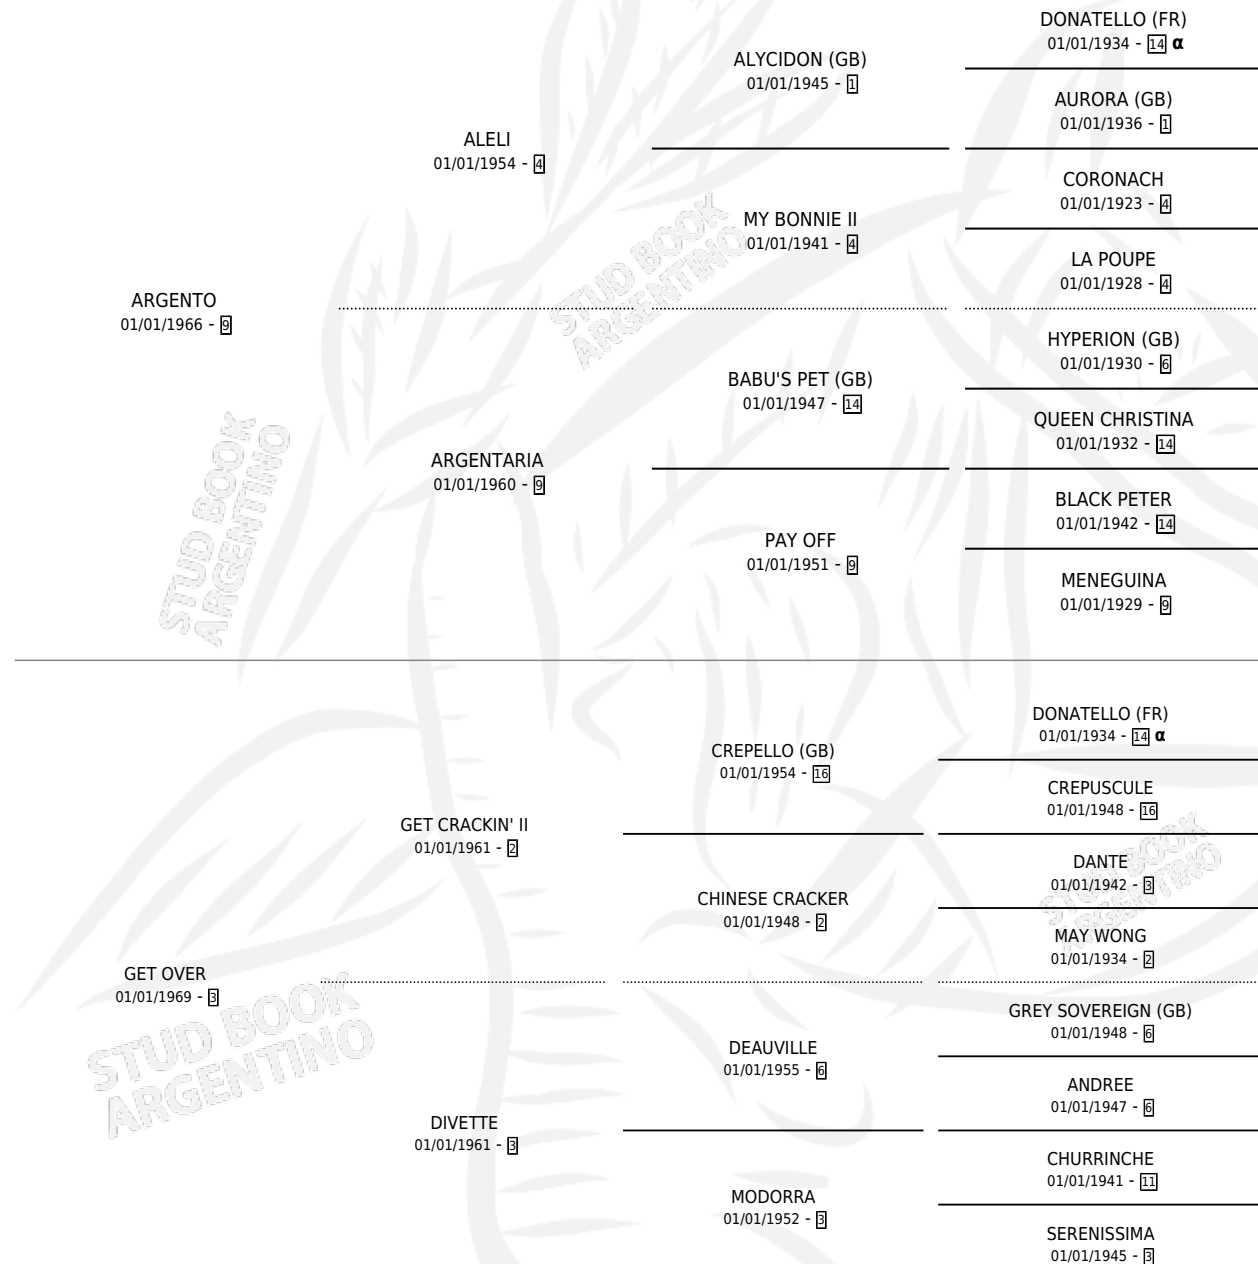 DONATELLO (FR)
01/01/1934 - 14 α
ALYCIDON (GB)
01/01/1945 - 1
AURORA (GB)
01/01/1936 - 1
ALELI
01/01/1954 - 4
CORONACH
01/01/1923 - 4
MY BONNIE II
01/01/1941 - 4
LA POUPE
01/01/1928 - 4
STUD BOOK
ARGENTINO
ARGENTO
01/01/1966 - 9
HYPERION (GB)
01/01/1930 - 6
BABU'S PET (GB)
01/01/1947 - 14
QUEEN CHRISTINA
01/01/1932 - 14
ARGENTARIA
01/01/1960 - 9
BLACK PETER
01/01/1942 - 14
PAY OFF
01/01/1951 - 9
MENEGUINA
01/01/1929 - 9
STUD BOOK
ARGENTINO
DONATELLO (FR)
01/01/1934 - 14 α
CREPELLO (GB)
01/01/1954 - 16
CREPUSCULE
01/01/1948 - 16
GET CRACKIN' II
01/01/1961 - 2
DANTE
01/01/1942 - 3
CHINESE CRACKER
01/01/1948 - 2
MAY WONG
01/01/1934 - 2
STUD BOOK
ARGENTINO
GET OVER
01/01/1969 - 3
GREY SOVEREIGN (GB)
01/01/1948 - 6
DEAUVILLE
01/01/1955 - 6
ANDREE
01/01/1947 - 6
STUD BOOK
ARGENTINO
DIVETTE
01/01/1961 - 3
CHURRINCHE
01/01/1941 - 11
MODORRA
01/01/1952 - 3
SERENISSIMA
01/01/1945 - 3